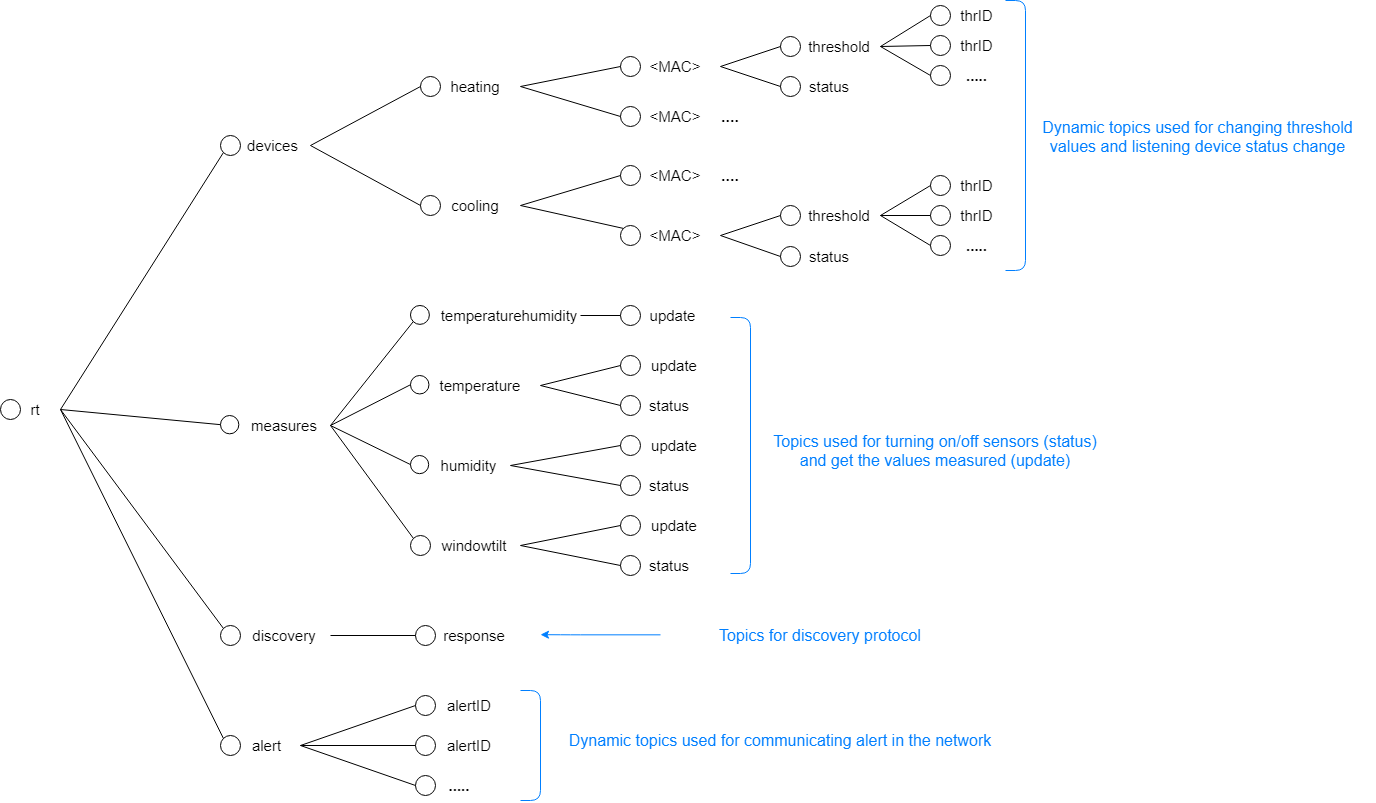 thrID
threshold
thrID
heating
<MAC>
.....
status
<MAC>
....
Dynamic topics used for changing threshold
values and listening device status change
devices
<MAC>
....
thrID
cooling
threshold
thrID
<MAC>
.....
status
temperaturehumidity
update
update
temperature
status
rt
measures
update
humidity
status
Topics used for turning on/off sensors (status)
and get the values measured (update)
update
windowtilt
status
discovery
response
Topics for discovery protocol
alertID
alert
alertID
.....
Dynamic topics used for communicating alert in the network